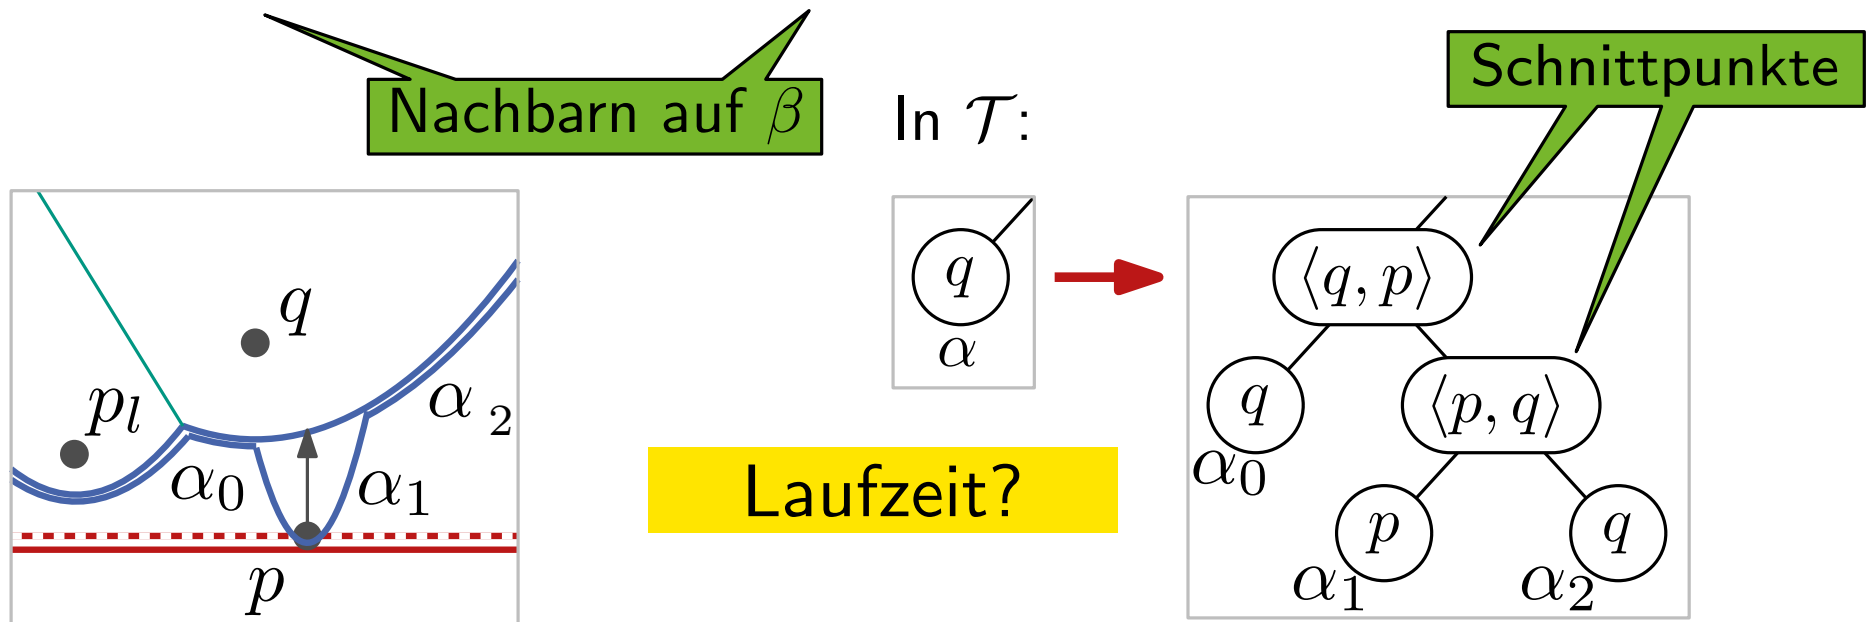 Schnittpunkte
Nachbarn auf β
In 𝒯:
q
p_l
α_0
α_1
α_2
p
q
α
Laufzeit?
⟨q, p⟩
q
α_0
⟨p, q⟩
p
α_1
q
α_2